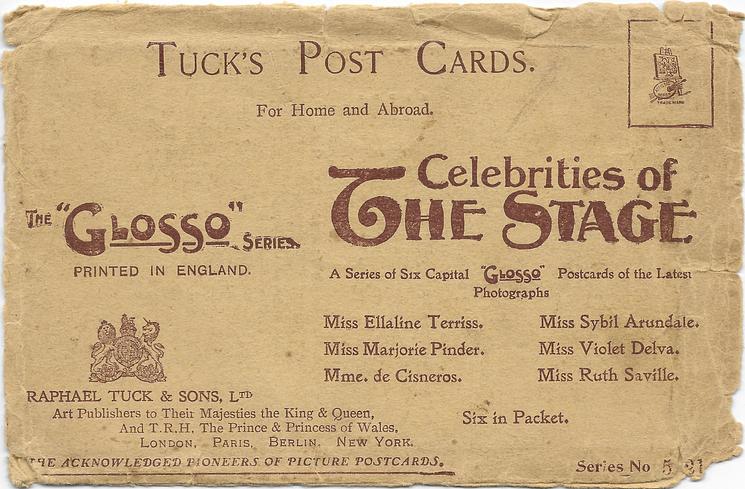 TUCK'S POST CARDS.
For Home and Abroad.
TRADE MARK
THE "GLOSSO" SERIES
PRINTED IN ENGLAND.
Celebrities of
THE STAGE
A Series of Six Capital "GLOSSO" Postcards of the Latest
Photographs
Miss Ellaline Terriss. Miss Sybil Arundale.
Miss Marjorie Pinder. Miss Violet Delva.
Mme. de Cisneros. Miss Ruth Saville.
Six in Packet.
RAPHAEL TUCK & SONS, LTD
Art Publishers to Their Majesties the King & Queen,
And T.R.H. The Prince & Princess of Wales,
LONDON, PARIS, BERLIN, NEW YORK.
THE ACKNOWLEDGED PIONEERS OF PICTURE POSTCARDS.
Series No